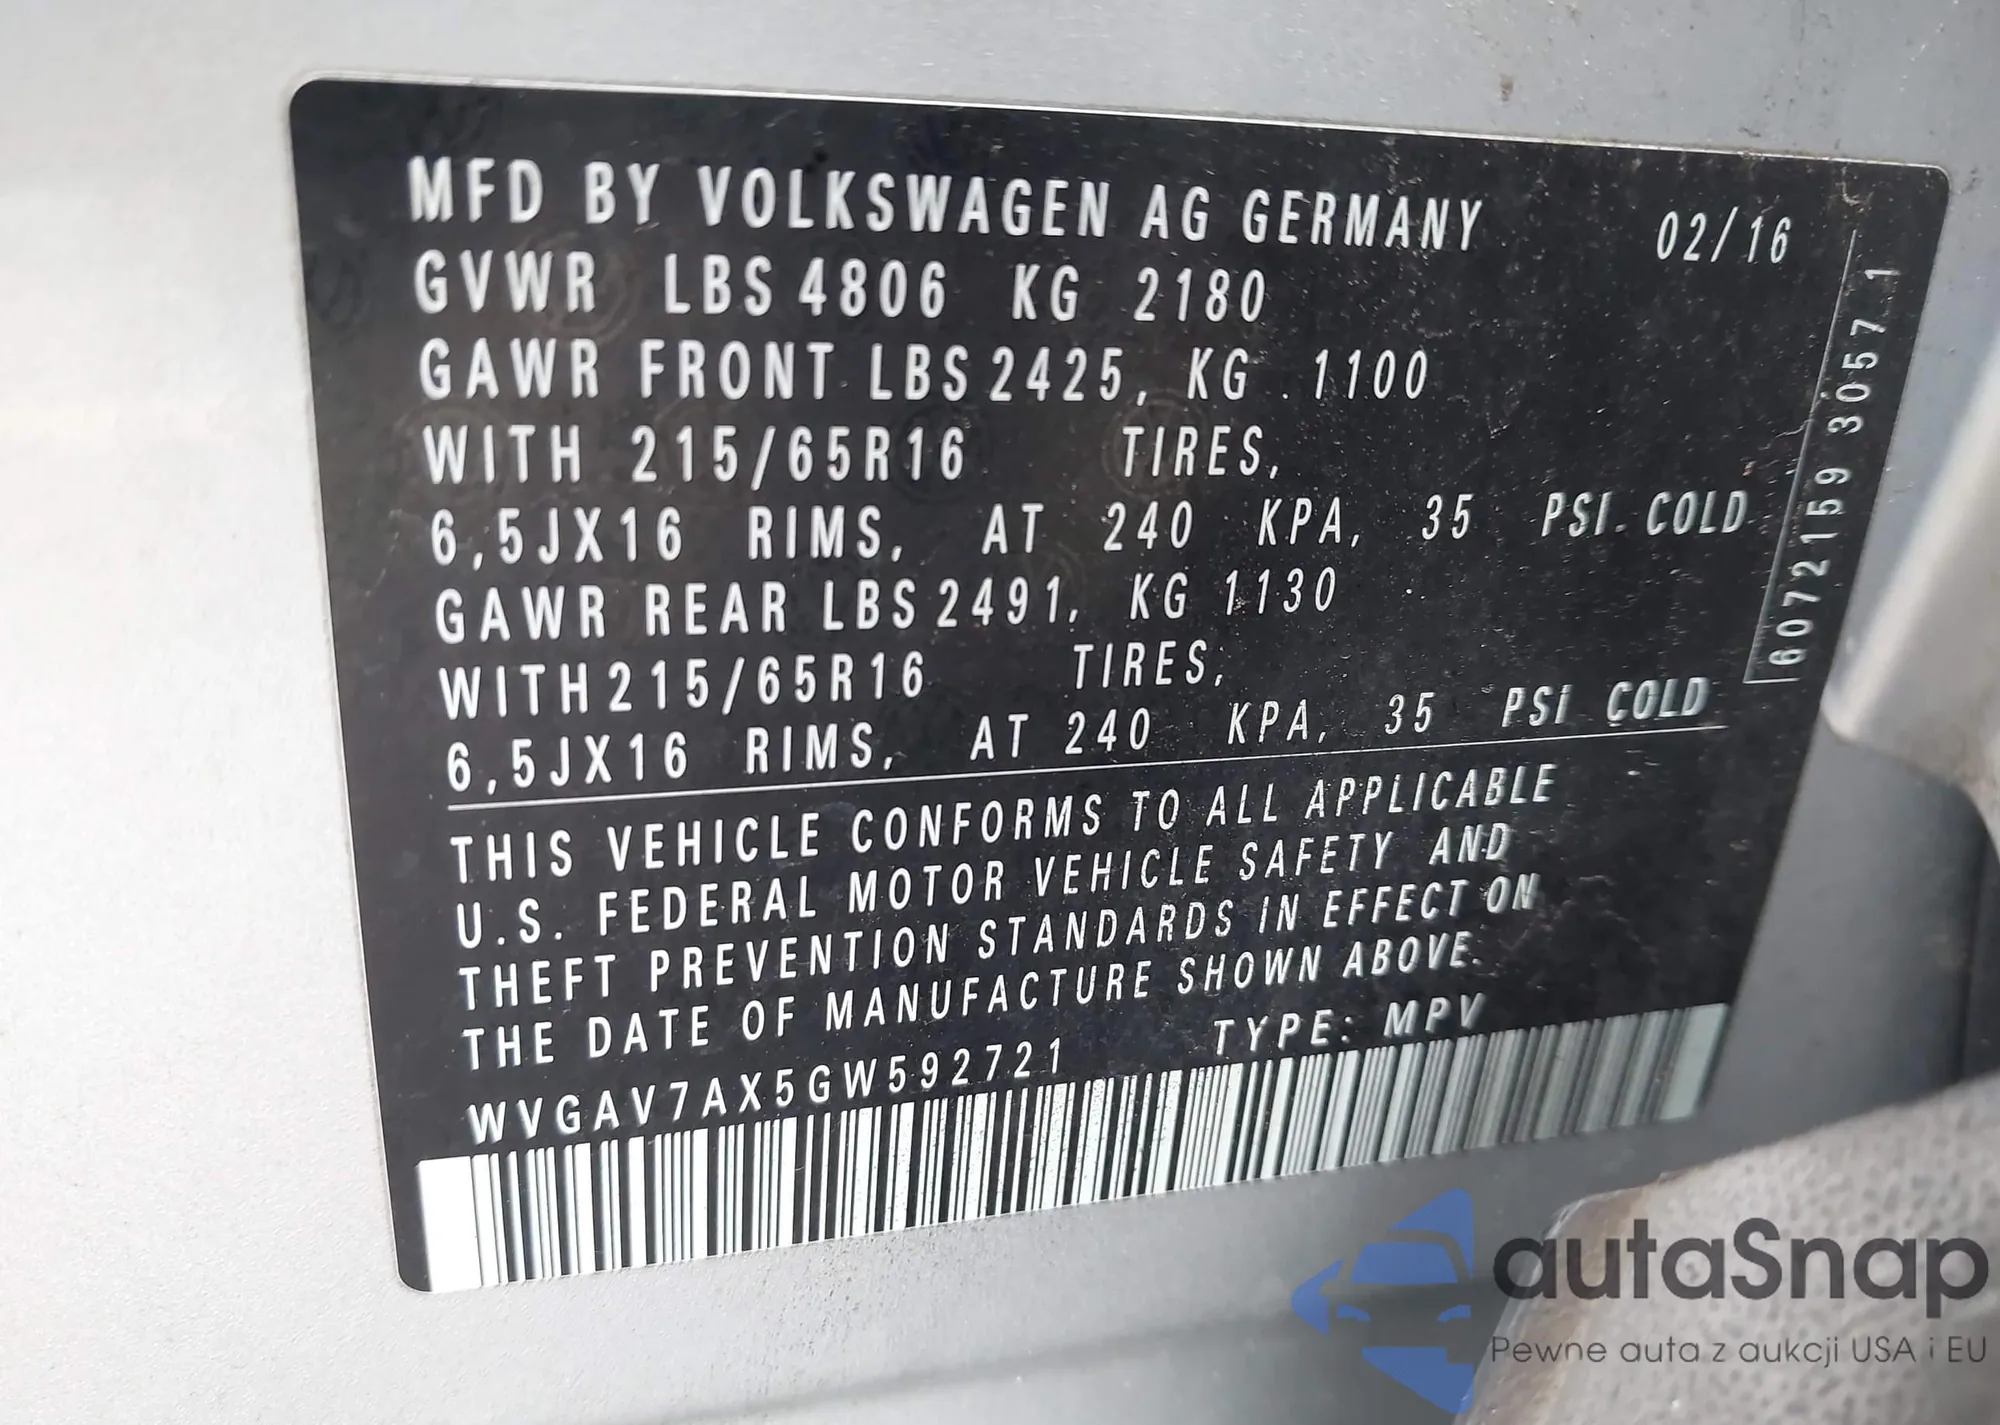 MFD BY VOLKSWAGEN AG GERMANY 02/16
GVWR LBS 4806 KG 2180
GAWR FRONT LBS 2425, KG 1100
WITH 215/65R16 TIRES,
6,5JX16 RIMS, AT 240 KPA, 35 PSI COLD
GAWR REAR LBS 2491, KG 1130
WITH 215/65R16 TIRES,
6,5JX16 RIMS, AT 240 KPA, 35 PSI COLD
6072159 30571
THIS VEHICLE CONFORMS TO ALL APPLICABLE
U.S. FEDERAL MOTOR VEHICLE SAFETY AND
THEFT PREVENTION STANDARDS IN EFFECT ON
THE DATE OF MANUFACTURE SHOWN ABOVE.
WVGAV7AX5GW592721 TYPE: MPV
autaSnap
Pewne auta z aukcji USA i EU